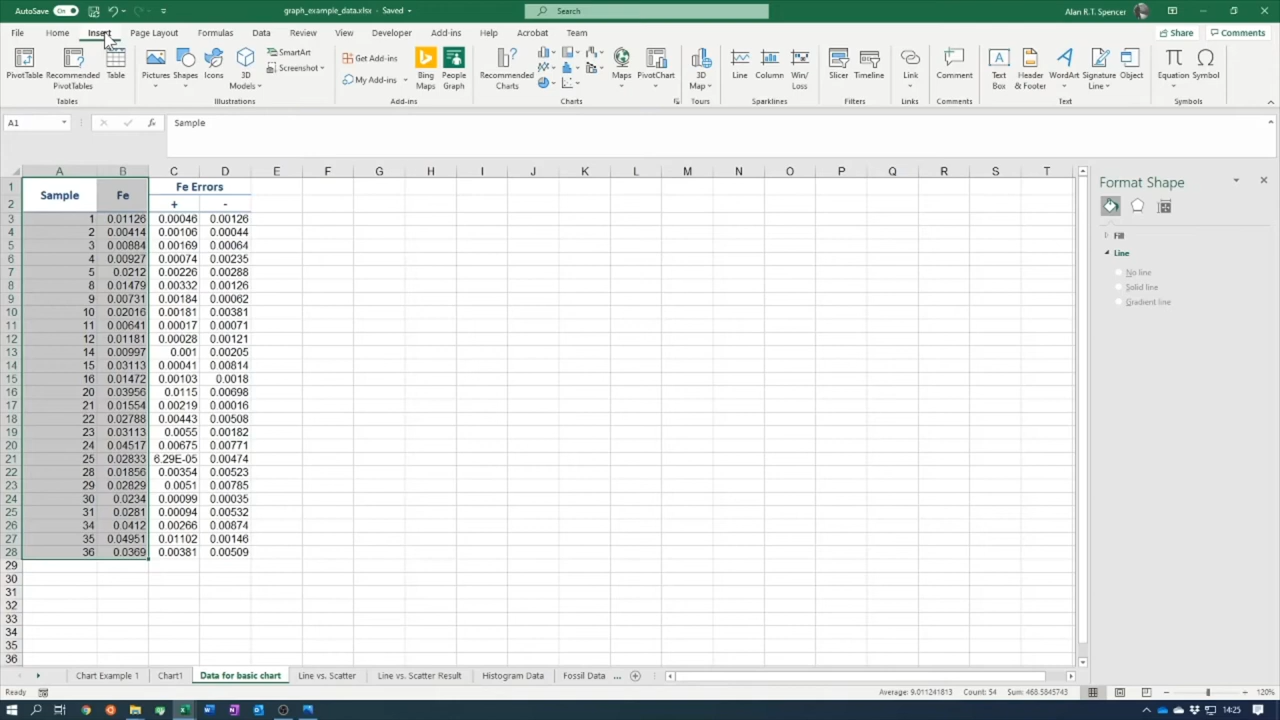 AutoSave On graph_example_data.xlsx - Saved Search Alan R.T. Spencer
File Home Insert Page Layout Formulas Data Review View Developer Add-ins Help Acrobat Team Share Comments
PivotTable Recommended PivotTables Table Pictures Shapes Icons 3D Models SmartArt Screenshot Get Add-ins My Add-ins Bing Maps People Graph Recommended Charts Maps PivotChart 3D Map Line Column Win/Loss Slicer Timeline Link Comment Text Box Header & Footer WordArt Signature Line Object Equation Symbol
Tables Illustrations Add-ins Charts Tours Sparklines Filters Links Comments Text Symbols
A1 fx Sample
A B C D E F G H I J K L M N O P Q R S T
Format Shape
Fill
Line
No line
Solid line
Gradient line
1 Sample Fe Fe Errors
2 + -
3 1 0.01126 0.00046 0.00126
4 2 0.00414 0.00106 0.00044
5 3 0.00884 0.00169 0.00064
6 4 0.00927 0.00074 0.00235
7 5 0.0212 0.00226 0.00288
8 8 0.01479 0.00332 0.00126
9 9 0.00731 0.00184 0.00062
10 10 0.02016 0.00181 0.00381
11 11 0.00641 0.00017 0.00071
12 12 0.01181 0.00028 0.00121
13 14 0.00997 0.001 0.00205
14 15 0.03113 0.00041 0.00814
15 16 0.01472 0.00103 0.0018
16 20 0.03956 0.0115 0.00698
17 21 0.01554 0.00219 0.00016
18 22 0.02788 0.00443 0.00508
19 23 0.03113 0.0055 0.00182
20 24 0.04517 0.00675 0.00771
21 25 0.02833 6.29E-05 0.00474
22 28 0.01856 0.00354 0.00523
23 29 0.02829 0.0051 0.00785
24 30 0.0234 0.00099 0.00035
25 31 0.0281 0.00094 0.00532
26 34 0.0412 0.00266 0.00874
27 35 0.04951 0.01102 0.00146
28 36 0.0369 0.00381 0.00509
29
30
31
32
33
34
35
36
Chart Example 1 Chart1 Data for basic chart Line vs. Scatter Line vs. Scatter Result Histogram Data Fossil Data ...
Ready Average: 9.011241813 Count: 54 Sum: 468.5845743 120%
14:25